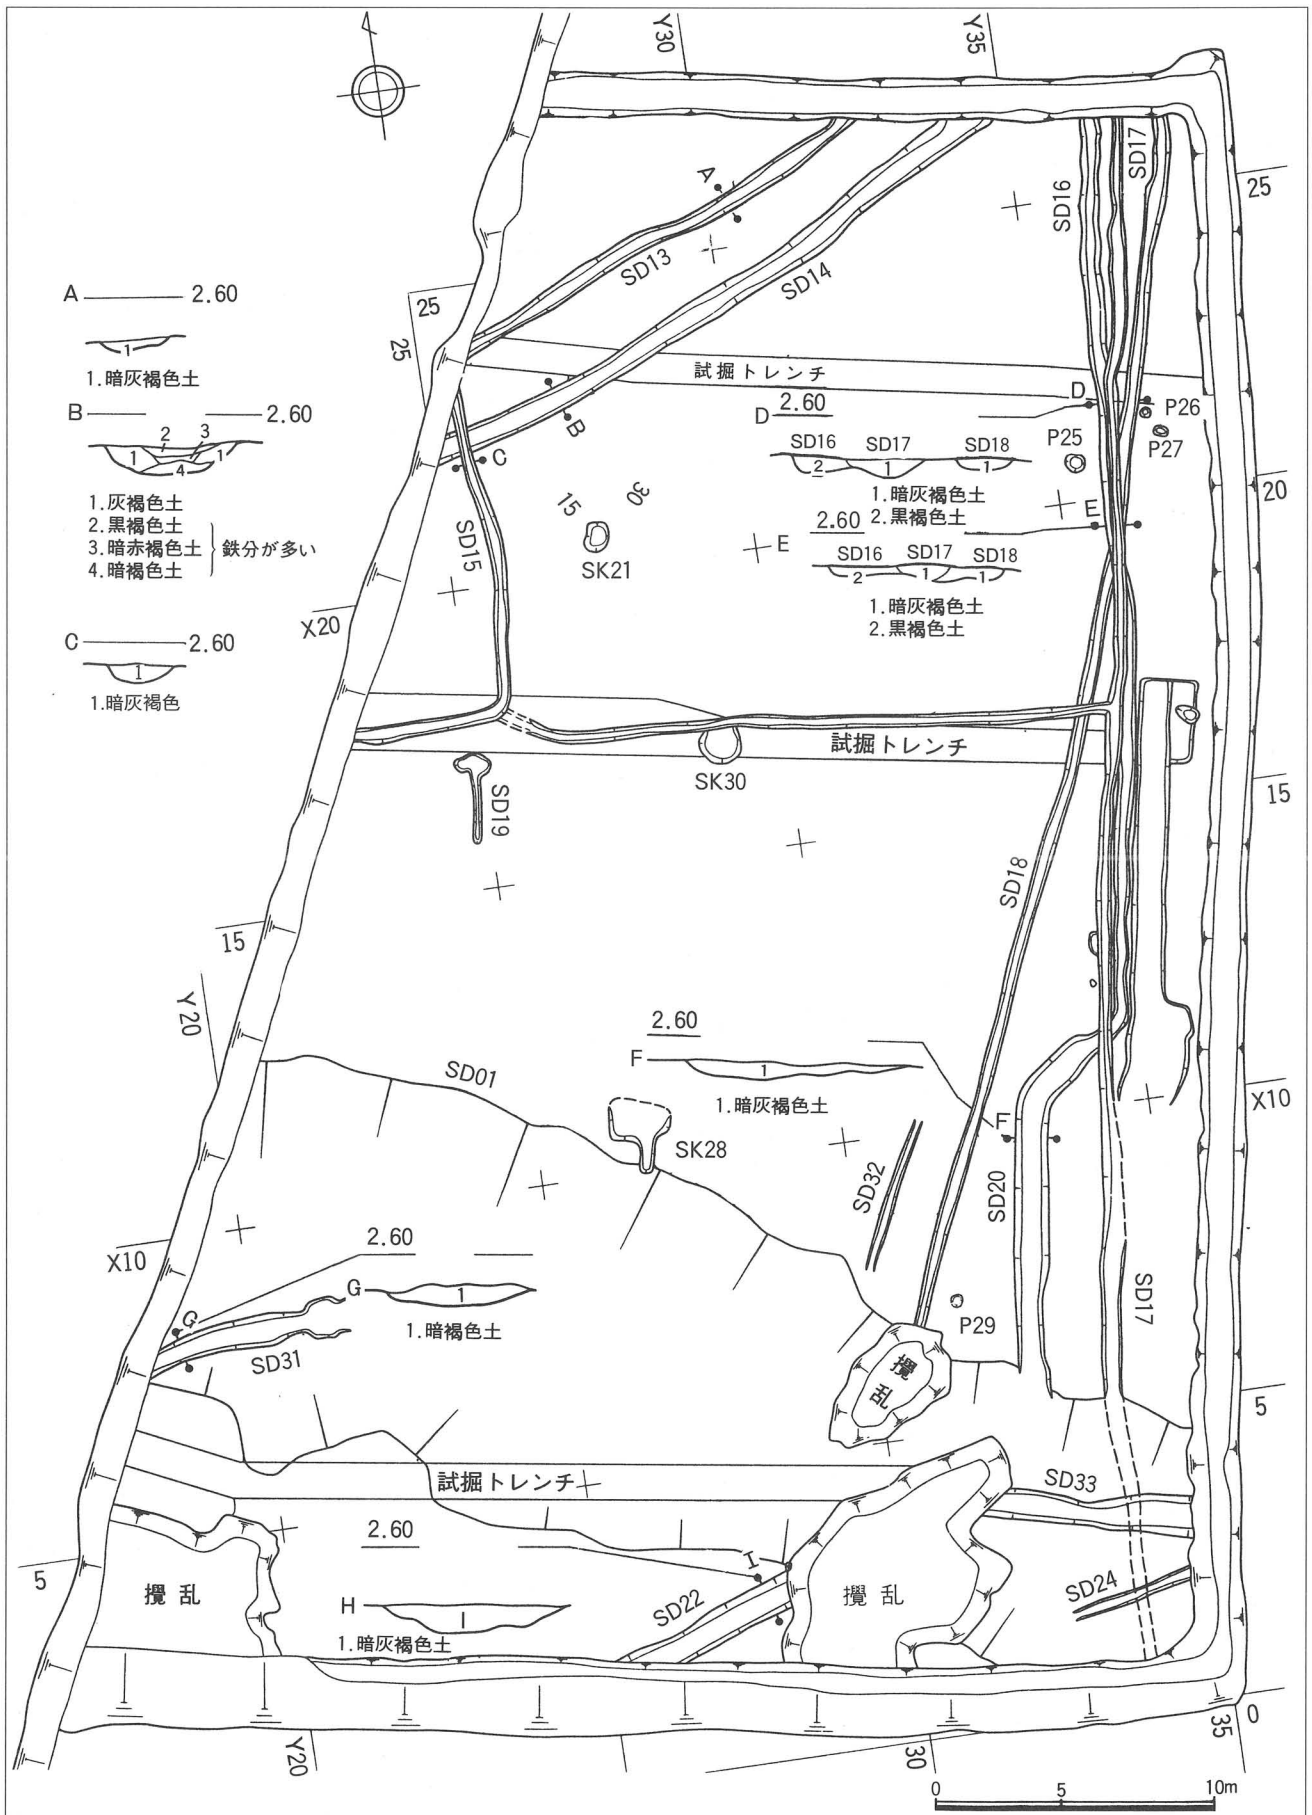 Y30
Y35
25
A
SD13
SD14
SD16
SD17
A 2.60
1
1.暗灰褐色土
B 2.60
2 3
1 4 1
1.灰褐色土
2.黒褐色土
3.暗赤褐色土 鉄分が多い
4.暗褐色土
C 2.60
1
1.暗灰褐色
25
25
試掘トレンチ
B
C
D
D 2.60
SD16 SD17 SD18
2 1 1
1.暗灰褐色土
2.黒褐色土
P25
P26
P27
20
15
30
SK21
SD15
E
E 2.60
SD16 SD17 SD18
2 1 1
1.暗灰褐色土
2.黒褐色土
X20
試掘トレンチ
SK30
SD19
15
SD18
15
Y20
2.60
F
1
1.暗灰褐色土
SD01
SK28
F
X10
SD32
SD20
X10
2.60
G
1
1.暗褐色土
G
SD31
P29
SD17
攪乱
5
試掘トレンチ
SD33
5
2.60
攪乱
I
H
1
1.暗灰褐色土
SD22
攪乱
SD24
Y20
30
35
0
0 5 10m